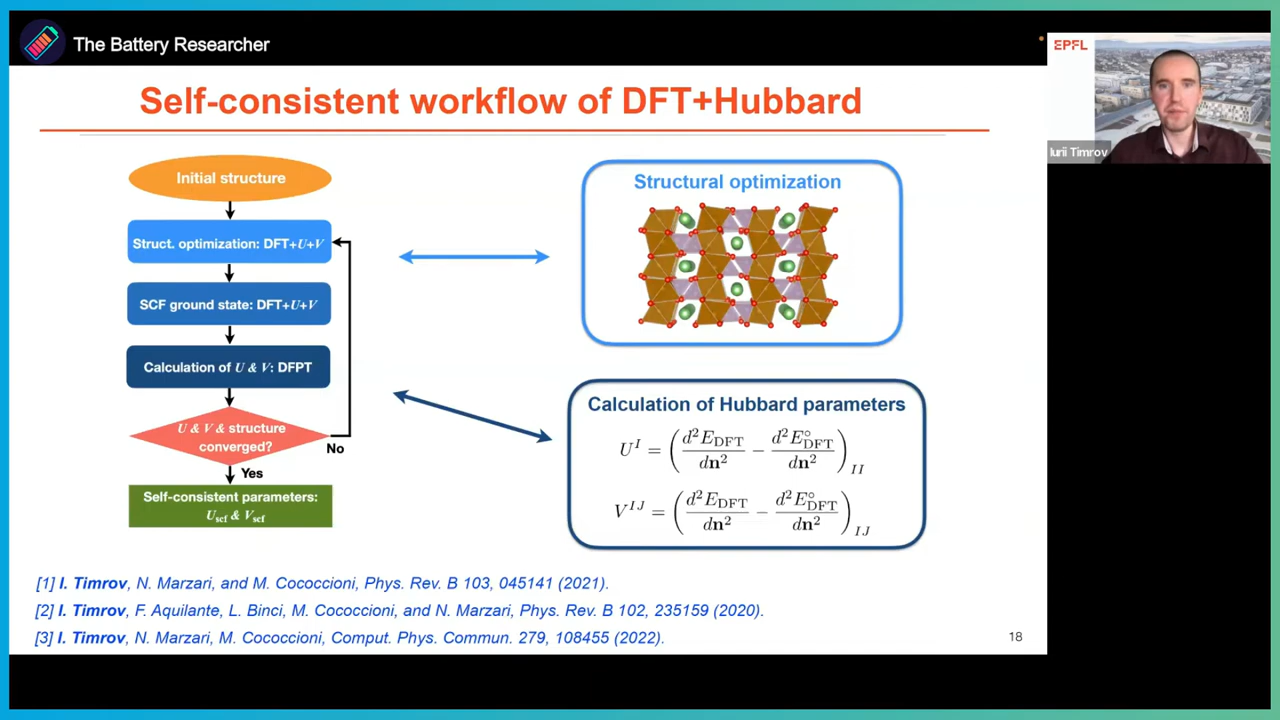 The Battery Researcher
EPFL
Iurii Timrov
Self-consistent workflow of DFT+Hubbard
Initial structure
Struct. optimization: DFT+U+V
SCF ground state: DFT+U+V
Calculation of U & V: DFPT
U & V & structure
converged?
No
Yes
Self-consistent parameters:
Uscf & Vscf
Structural optimization
Calculation of Hubbard parameters
U^I = (d²E_DFT/dn² − d²E°_DFT/dn²)_II
V^IJ = (d²E_DFT/dn² − d²E°_DFT/dn²)_IJ
[1] I. Timrov, N. Marzari, and M. Cococcioni, Phys. Rev. B 103, 045141 (2021).
[2] I. Timrov, F. Aquilante, L. Binci, M. Cococcioni, and N. Marzari, Phys. Rev. B 102, 235159 (2020).
[3] I. Timrov, N. Marzari, M. Cococcioni, Comput. Phys. Commun. 279, 108455 (2022).
18